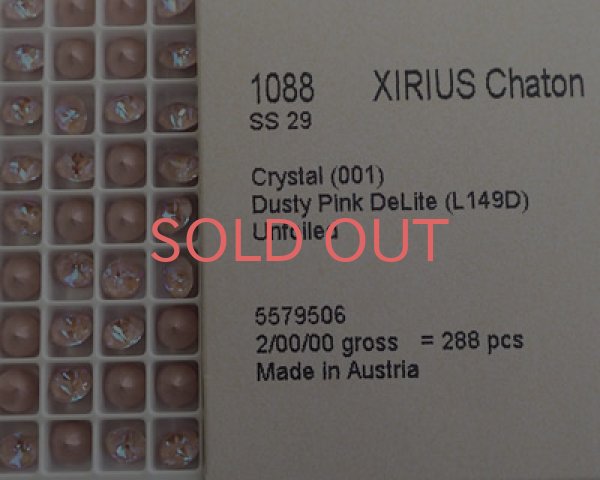 1088 XIRIUS Chaton
SS 29
Crystal (001)
Dusty Pink DeLite (L149D)
Unfoiled
SOLD OUT
5579506
2/00/00 gross = 288 pcs
Made in Austria